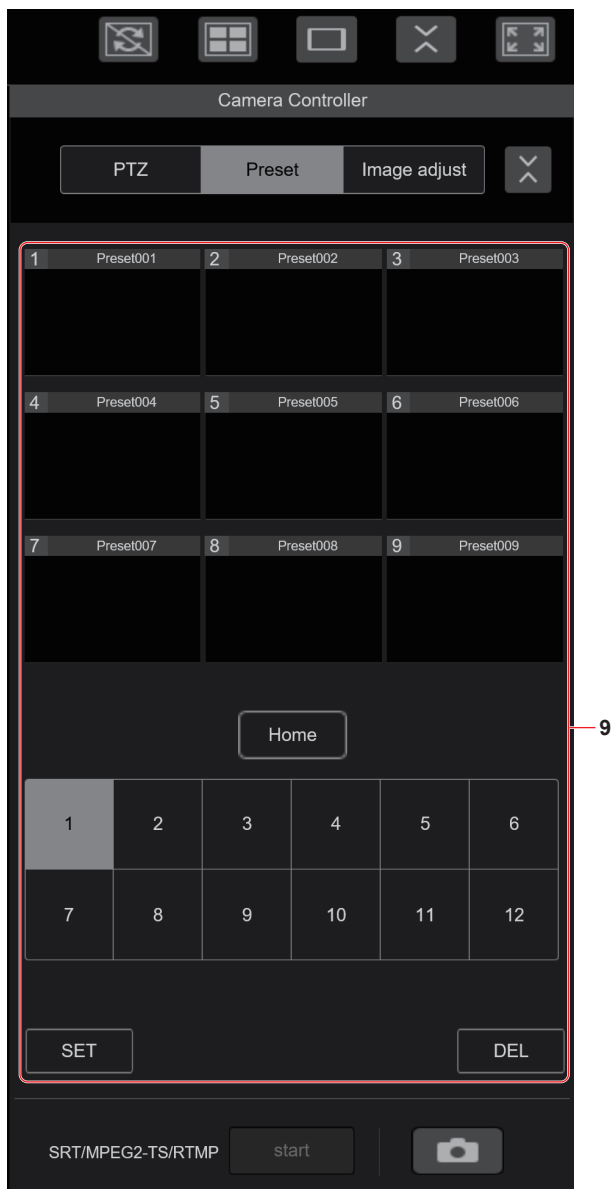 Camera Controller
PTZ Preset Image adjust
1 Preset001 2 Preset002 3 Preset003
4 Preset004 5 Preset005 6 Preset006
7 Preset007 8 Preset008 9 Preset009
9
Home
1 2 3 4 5 6
7 8 9 10 11 12
SET DEL
SRT/MPEG2-TS/RTMP start